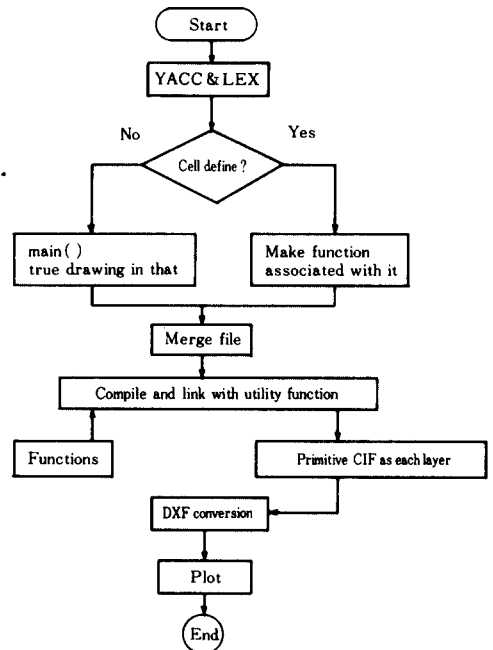 Start
YACC & LEX
No
Yes
Cell define ?
main( )
true drawing in that
Make function
associated with it
Merge file
Compile and link with utility function
Functions
Primitive CIF as each layer
DXF conversion
Plot
End